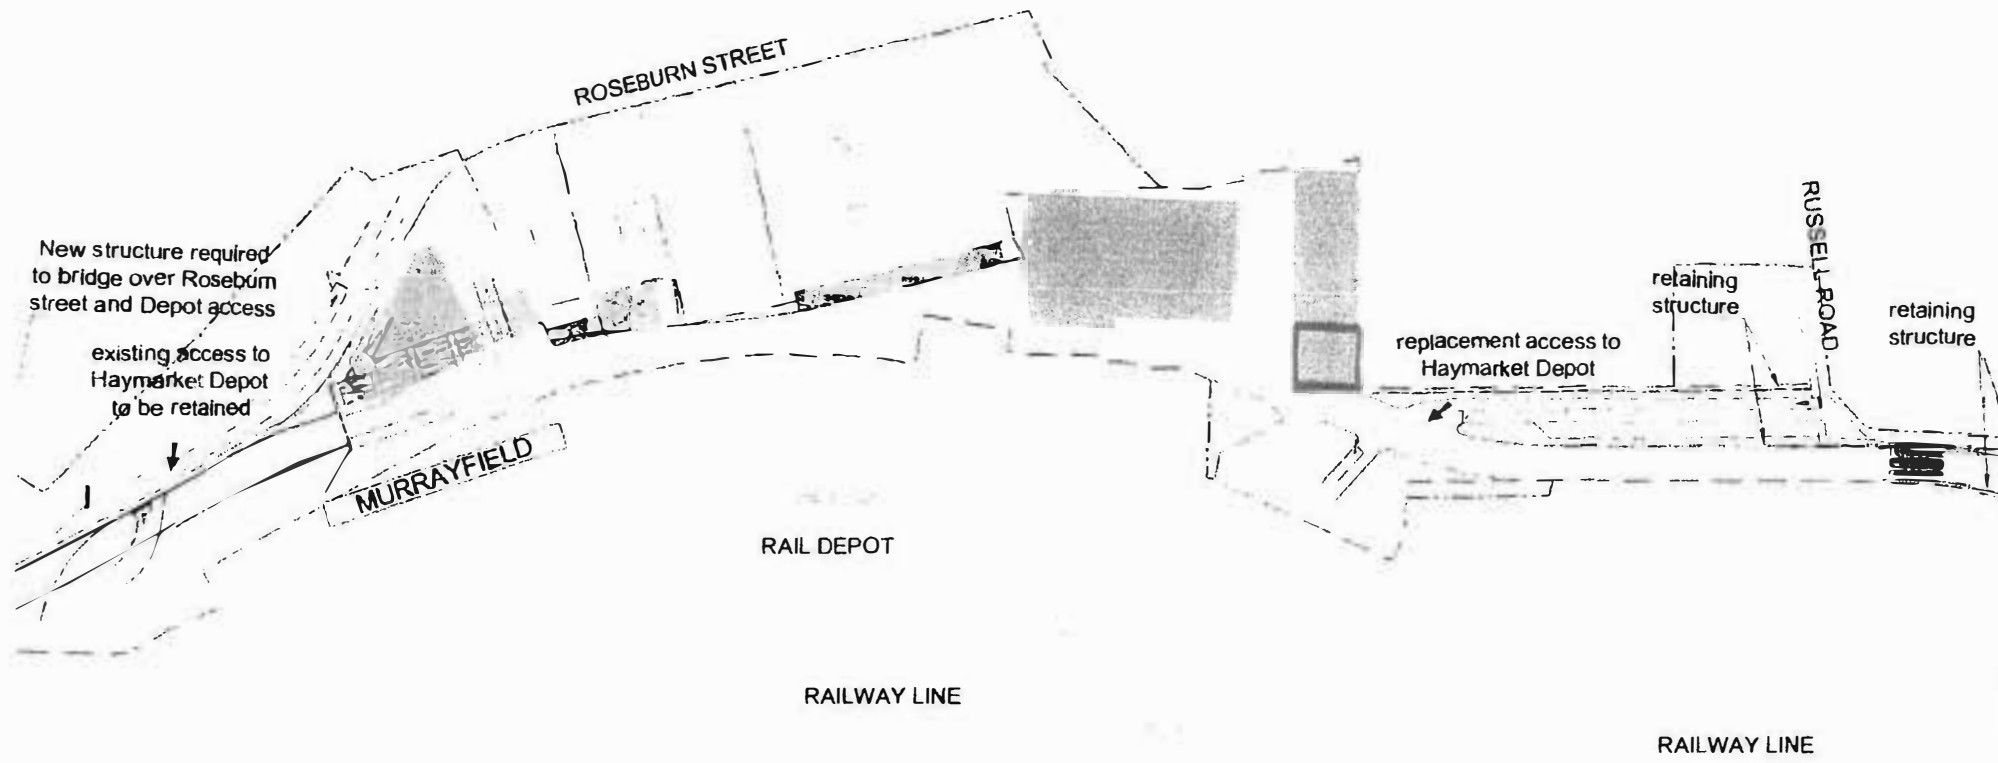 ROSEBURN STREET
New structure required
to bridge over Roseburn
street and Depot access
existing access to
Haymarket Depot
to be retained
MURRAYFIELD
RAIL DEPOT
RAILWAY LINE
replacement access to
Haymarket Depot
retaining
structure
RUSSELL ROAD
retaining
structure
RAILWAY LINE